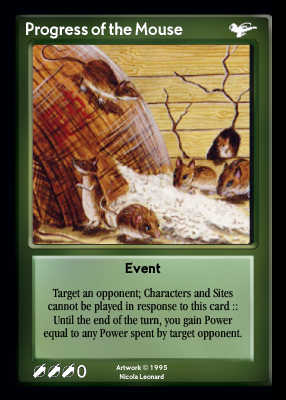 Progress of the Mouse
Event
Target an opponent; Characters and Sites
cannot be played in response to this card ::
Until the end of the turn, you gain Power
equal to any Power spent by target opponent.
0
Artwork © 1995
Nicola Leonard